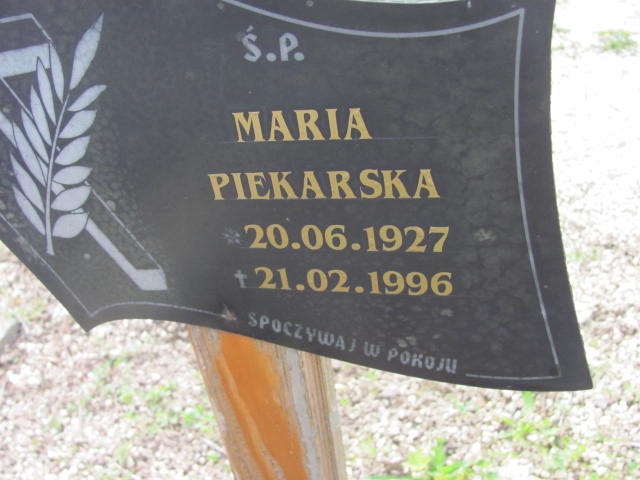 Ś.P.
MARIA
PIEKARSKA
* 20.06.1927
✝ 21.02.1996
SPOCZYWAJ W POKOJU